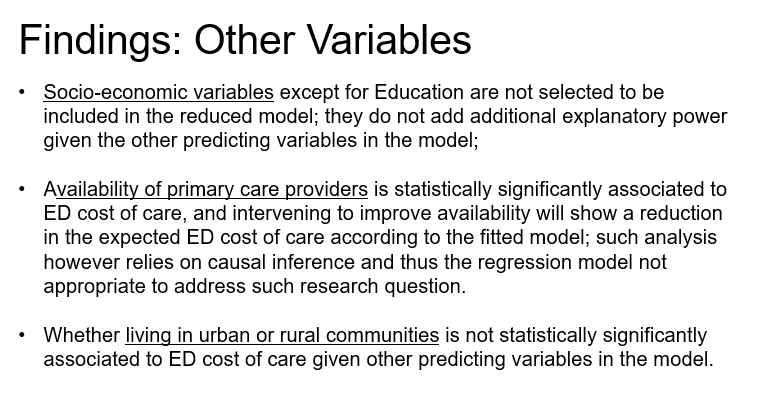 Findings: Other Variables
• Socio-economic variables except for Education are not selected to be
included in the reduced model; they do not add additional explanatory power
given the other predicting variables in the model;
• Availability of primary care providers is statistically significantly associated to
ED cost of care, and intervening to improve availability will show a reduction
in the expected ED cost of care according to the fitted model; such analysis
however relies on causal inference and thus the regression model not
appropriate to address such research question.
• Whether living in urban or rural communities is not statistically significantly
associated to ED cost of care given other predicting variables in the model.